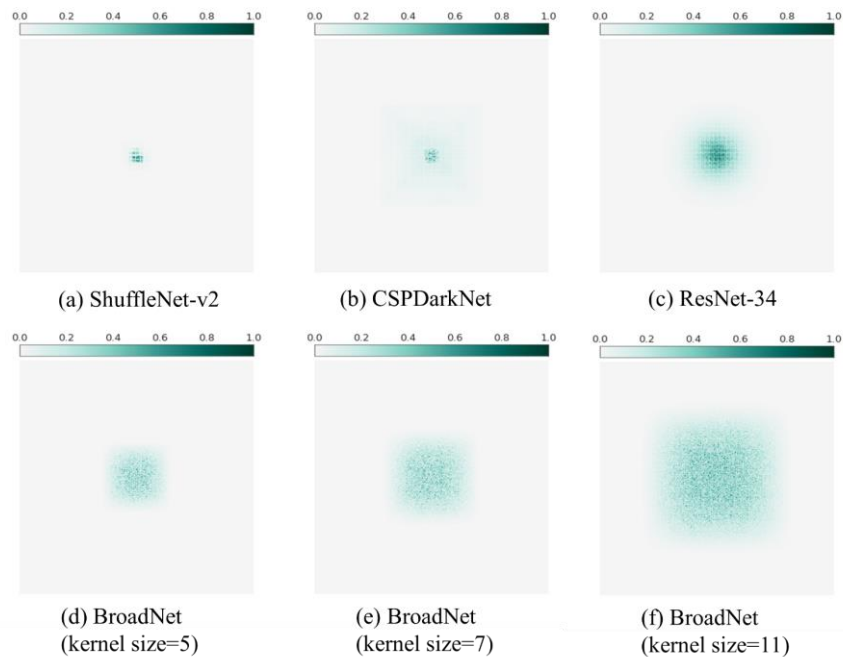 0.0 0.2 0.4 0.6 0.8 1.0
0.0 0.2 0.4 0.6 0.8 1.0
0.0 0.2 0.4 0.6 0.8 1.0
(a) ShuffleNet-v2
(b) CSPDarkNet
(c) ResNet-34
0.0 0.2 0.4 0.6 0.8 1.0
0.0 0.2 0.4 0.6 0.8 1.0
0.0 0.2 0.4 0.6 0.8 1.0
(d) BroadNet
(kernel size=5)
(e) BroadNet
(kernel size=7)
(f) BroadNet
(kernel size=11)